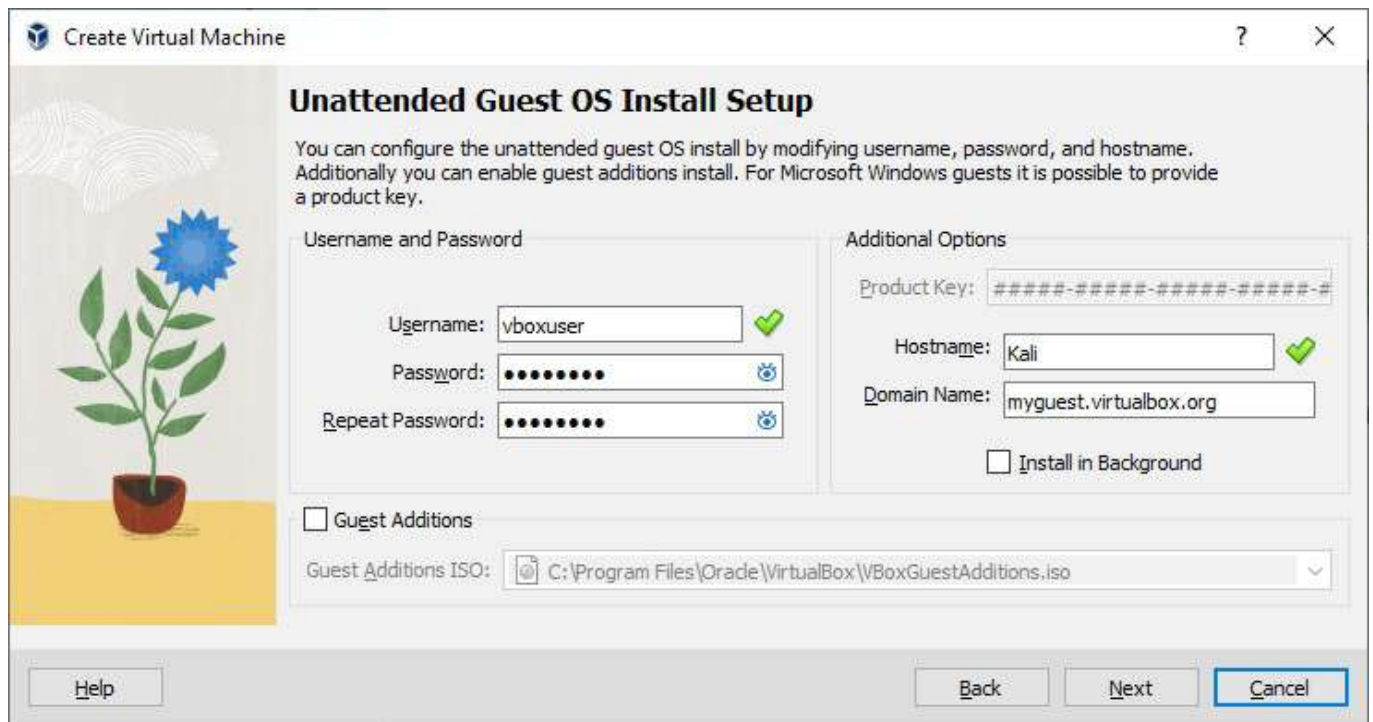 Create Virtual Machine
?
Unattended Guest OS Install Setup
You can configure the unattended guest OS install by modifying username, password, and hostname.
Additionally you can enable guest additions install. For Microsoft Windows guests it is possible to provide
a product key.
Username and Password
Username: vboxuser
Password: ●●●●●●●●
Repeat Password: ●●●●●●●●
Additional Options
Product Key: #####-#####-#####-#####-#
Hostname: Kali
Domain Name: myguest.virtualbox.org
Install in Background
Guest Additions
Guest Additions ISO: C:\Program Files\Oracle\VirtualBox\VBoxGuestAdditions.iso
Help Back Next Cancel